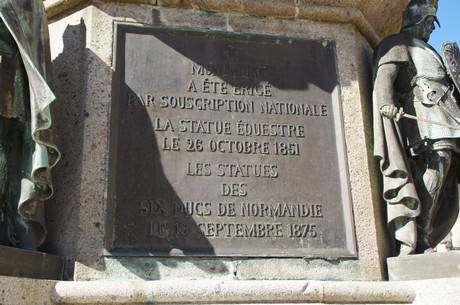 MONUMENT
A ÉTÉ ÉRIGÉ
PAR SOUSCRIPTION NATIONALE
LA STATUE ÉQUESTRE
LE 26 OCTOBRE 1851
LES STATUES
DES
SIX DUCS DE NORMANDIE
LE SEPTEMBRE 1875